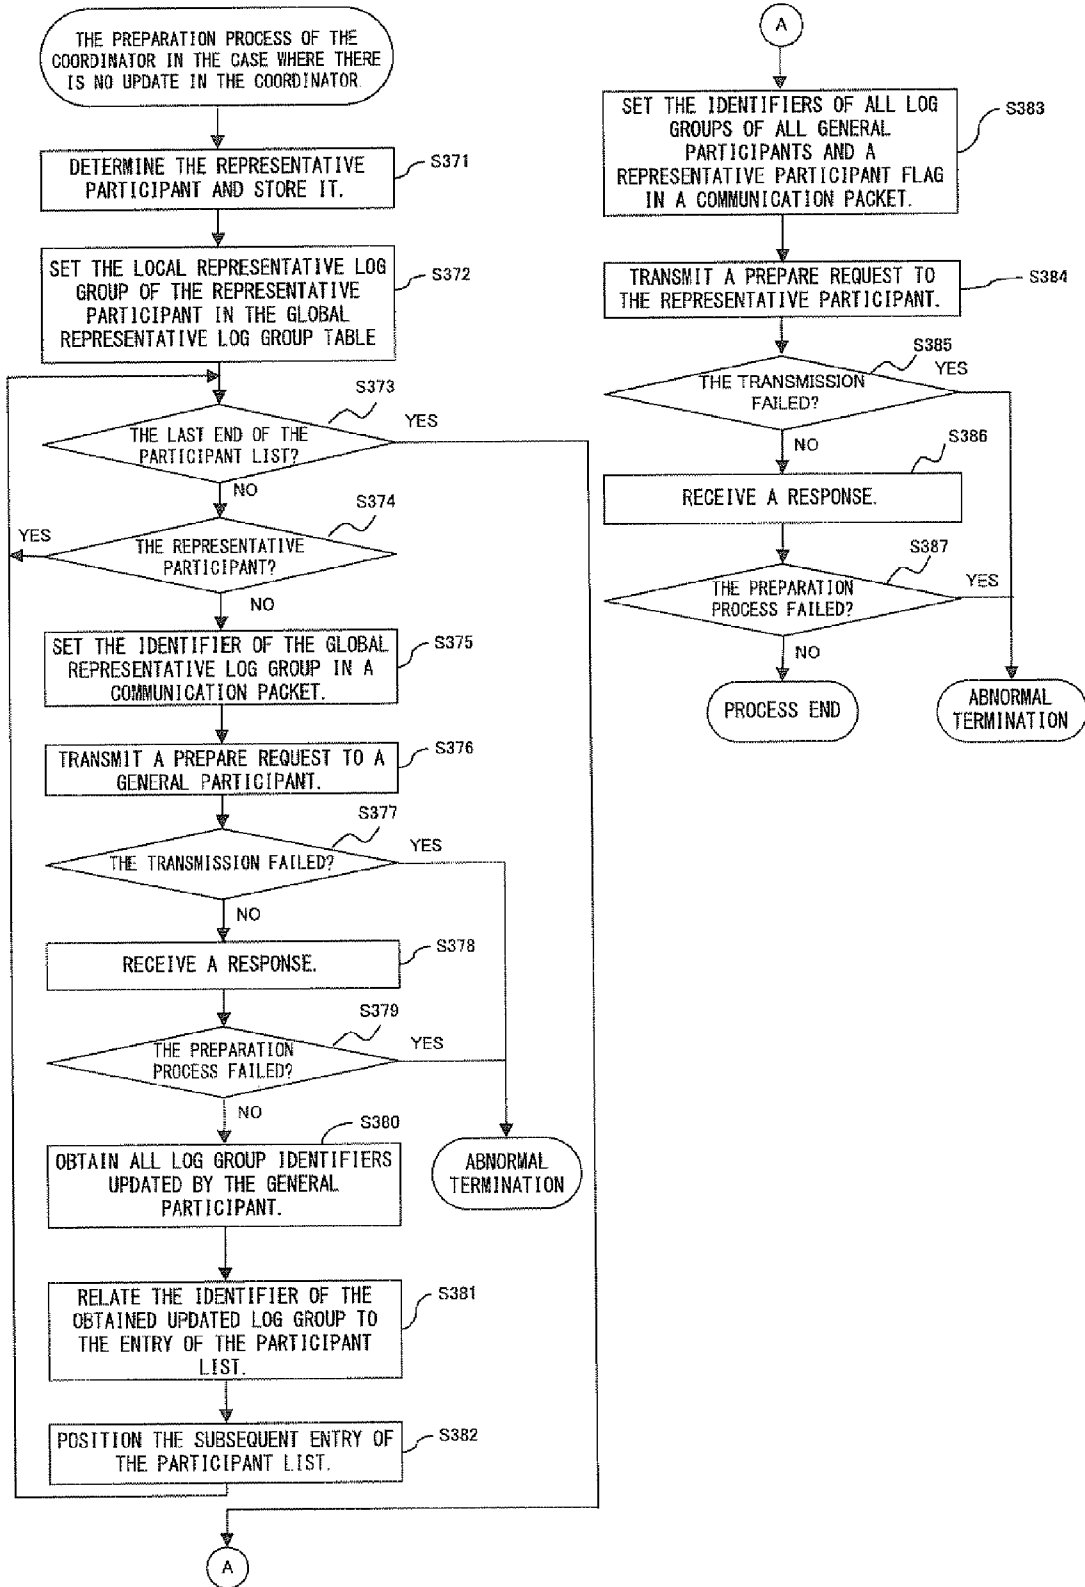 THE PREPARATION PROCESS OF THE
COORDINATOR IN THE CASE WHERE THERE
IS NO UPDATE IN THE COORDINATOR.
DETERMINE THE REPRESENTATIVE
PARTICIPANT AND STORE IT.
S371
SET THE LOCAL REPRESENTATIVE LOG
GROUP OF THE REPRESENTATIVE
PARTICIPANT IN THE GLOBAL
REPRESENTATIVE LOG GROUP TABLE
S372
S373
THE LAST END OF THE
PARTICIPANT LIST?
YES
NO
S374
YES
THE REPRESENTATIVE
PARTICIPANT?
NO
SET THE IDENTIFIER OF THE GLOBAL
REPRESENTATIVE LOG GROUP IN A
COMMUNICATION PACKET.
S375
TRANSMIT A PREPARE REQUEST TO A
GENERAL PARTICIPANT.
S376
S377
THE TRANSMISSION FAILED?
YES
NO
RECEIVE A RESPONSE.
S378
S379
THE PREPARATION
PROCESS FAILED?
YES
NO
S380
OBTAIN ALL LOG GROUP IDENTIFIERS
UPDATED BY THE GENERAL
PARTICIPANT.
ABNORMAL
TERMINATION
RELATE THE IDENTIFIER OF THE
OBTAINED UPDATED LOG GROUP TO
THE ENTRY OF THE PARTICIPANT
LIST.
S381
POSITION THE SUBSEQUENT ENTRY OF
THE PARTICIPANT LIST.
S382
A
A
SET THE IDENTIFIERS OF ALL LOG
GROUPS OF ALL GENERAL
PARTICIPANTS AND A
REPRESENTATIVE PARTICIPANT FLAG
IN A COMMUNICATION PACKET.
S383
TRANSMIT A PREPARE REQUEST TO
THE REPRESENTATIVE PARTICIPANT.
S384
S385
THE TRANSMISSION
FAILED?
YES
NO
S386
RECEIVE A RESPONSE.
S387
THE PREPARATION
PROCESS FAILED?
YES
NO
PROCESS END
ABNORMAL
TERMINATION